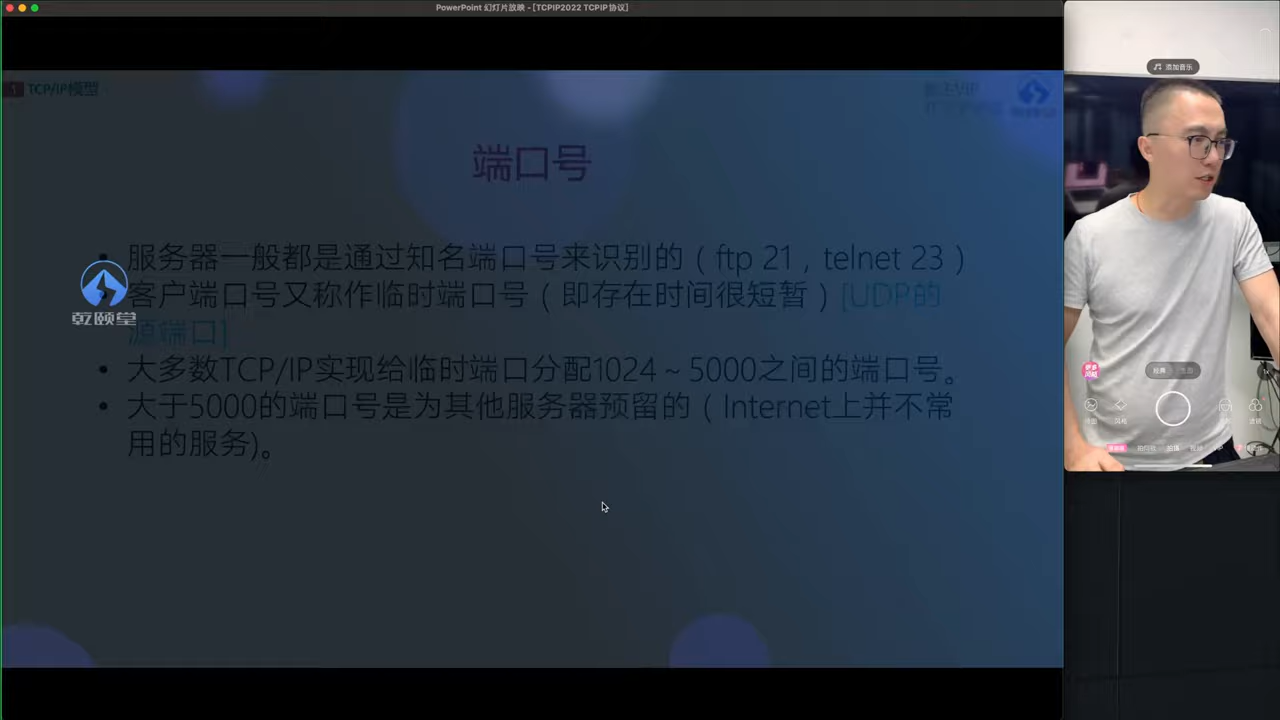 PowerPoint 幻灯片放映 - [TCPIP2022 TCPIP协议]
TCP/IP模型
端口号
• 服务器一般都是通过知名端口号来识别的（ftp 21，telnet 23）
客户端口号又称作临时端口号（即存在时间很短暂）[UDP的
源端口]
• 大多数TCP/IP实现给临时端口分配1024～5000之间的端口号。
• 大于5000的端口号是为其他服务器预留的（Internet上并不常
用的服务)。
乾颐堂
添加音乐